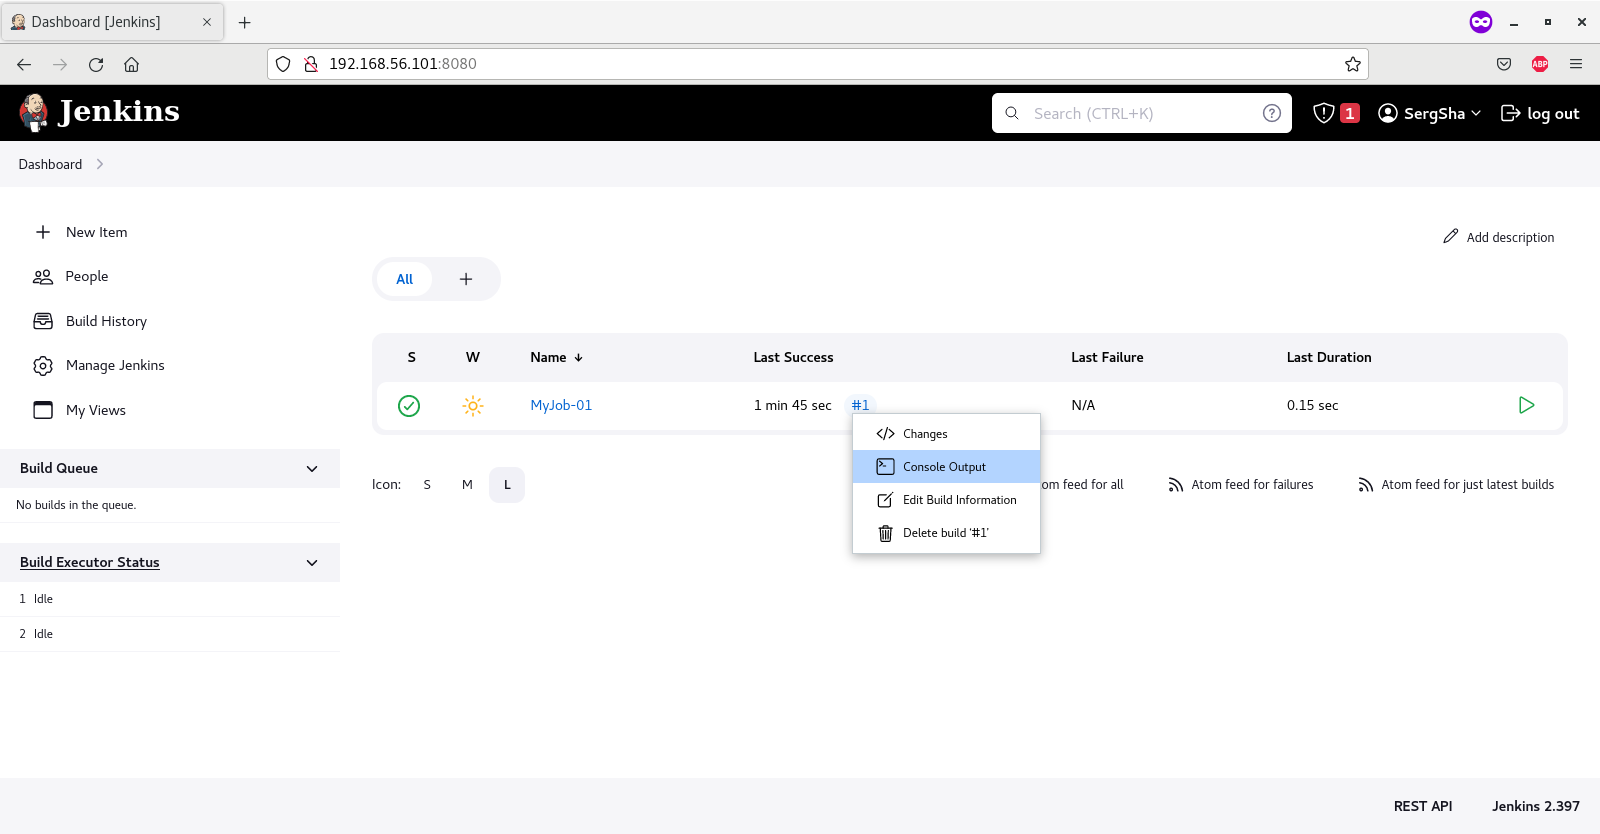 Dashboard [Jenkins]
192.168.56.101:8080
ABP
Jenkins
Search (CTRL+K)
?
1
SergSha
log out
Dashboard
New Item
People
Build History
Manage Jenkins
My Views
Build Queue
No builds in the queue.
Build Executor Status
1 Idle
2 Idle
Add description
All
S W Name ↓ Last Success Last Failure Last Duration
MyJob-01 1 min 45 sec #1 N/A 0.15 sec
Changes
Console Output
Edit Build Information
Delete build ‘#1’
Icon: S M L
om feed for all
Atom feed for failures
Atom feed for just latest builds
REST API
Jenkins 2.397